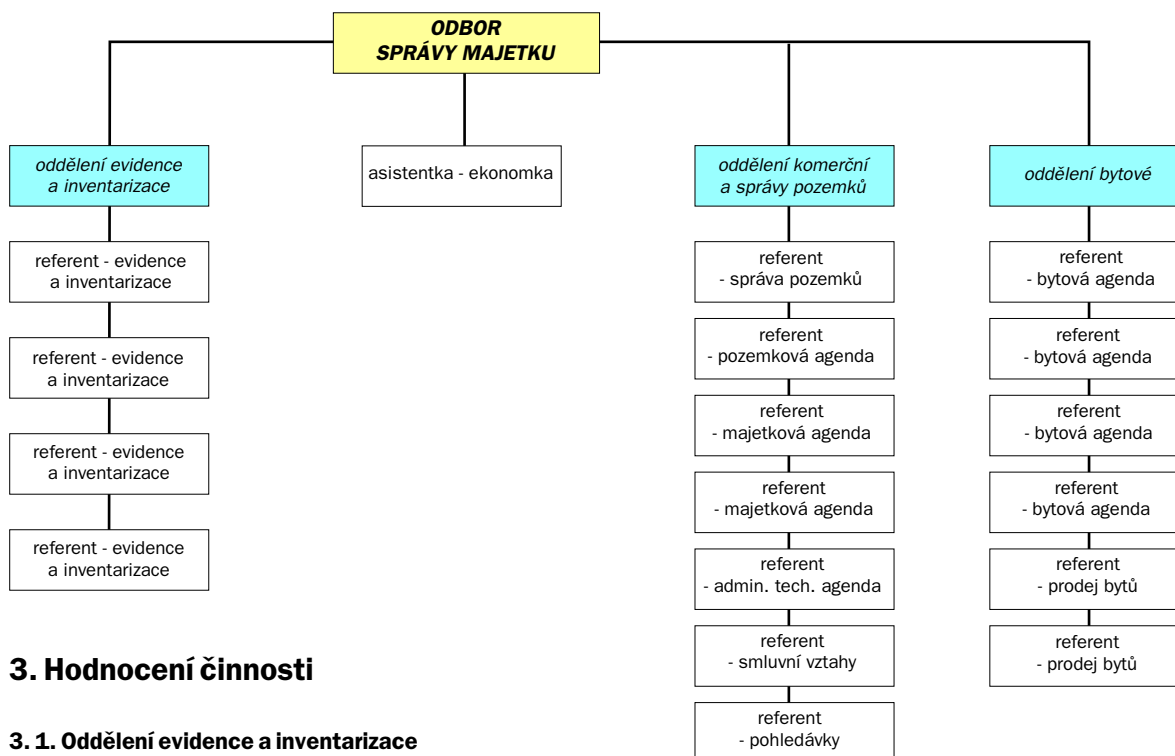 ODBOR
SPRÁVY MAJETKU
oddělení evidence
a inventarizace
referent - evidence
a inventarizace
referent - evidence
a inventarizace
referent - evidence
a inventarizace
referent - evidence
a inventarizace
asistentka - ekonomka
oddělení komerční
a správy pozemků
referent
- správa pozemků
referent
- pozemková agenda
referent
- majetková agenda
referent
- majetková agenda
referent
- admin. tech. agenda
referent
- smluvní vztahy
referent
- pohledávky
oddělení bytové
referent
- bytová agenda
referent
- bytová agenda
referent
- bytová agenda
referent
- bytová agenda
referent
- prodej bytů
referent
- prodej bytů
3. Hodnocení činnosti
3. 1. Oddělení evidence a inventarizace